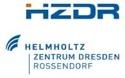 HZDR
HELMHOLTZ
ZENTRUM DRESDEN
ROSSENDORF